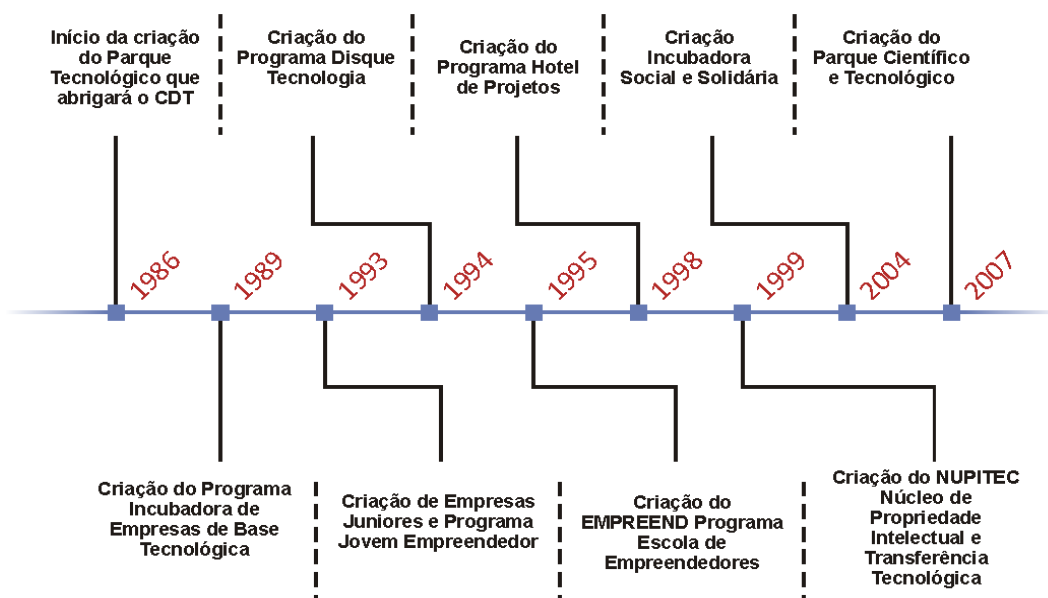 Início da criação
do Parque
Tecnológico que
abrigará o CDT
Criação do
Programa Disque
Tecnologia
Criação do
Programa Hotel
de Projetos
Criação
Incubadora
Social e Solidária
Criação do
Parque Científico
e Tecnológico
1986
1989
1993
1994
1995
1998
1999
2004
2007
Criação do Programa
Incubadora de
Empresas de Base
Tecnológica
Criação de Empresas
Juniores e Programa
Jovem Empreendedor
Criação do
EMPREEND Programa
Escola de
Empreendedores
Criação do NUPITEC
Núcleo de
Propriedade
Intelectual e
Transferência
Tecnológica